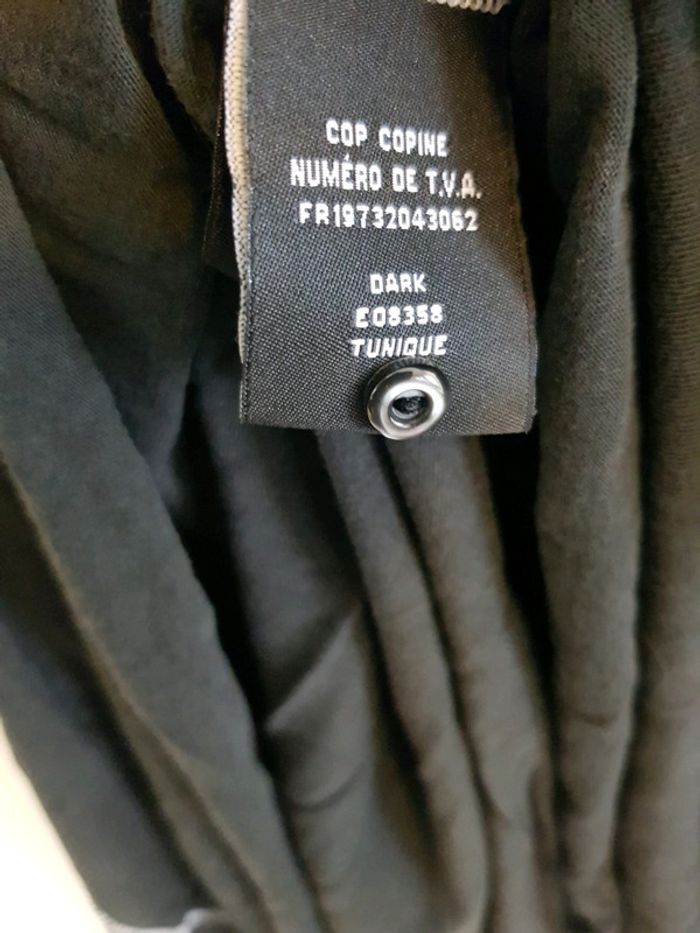 COP COPINE
NUMÉRO DE T.V.A.
FR19732043062
DARK
E08358
TUNIQUE